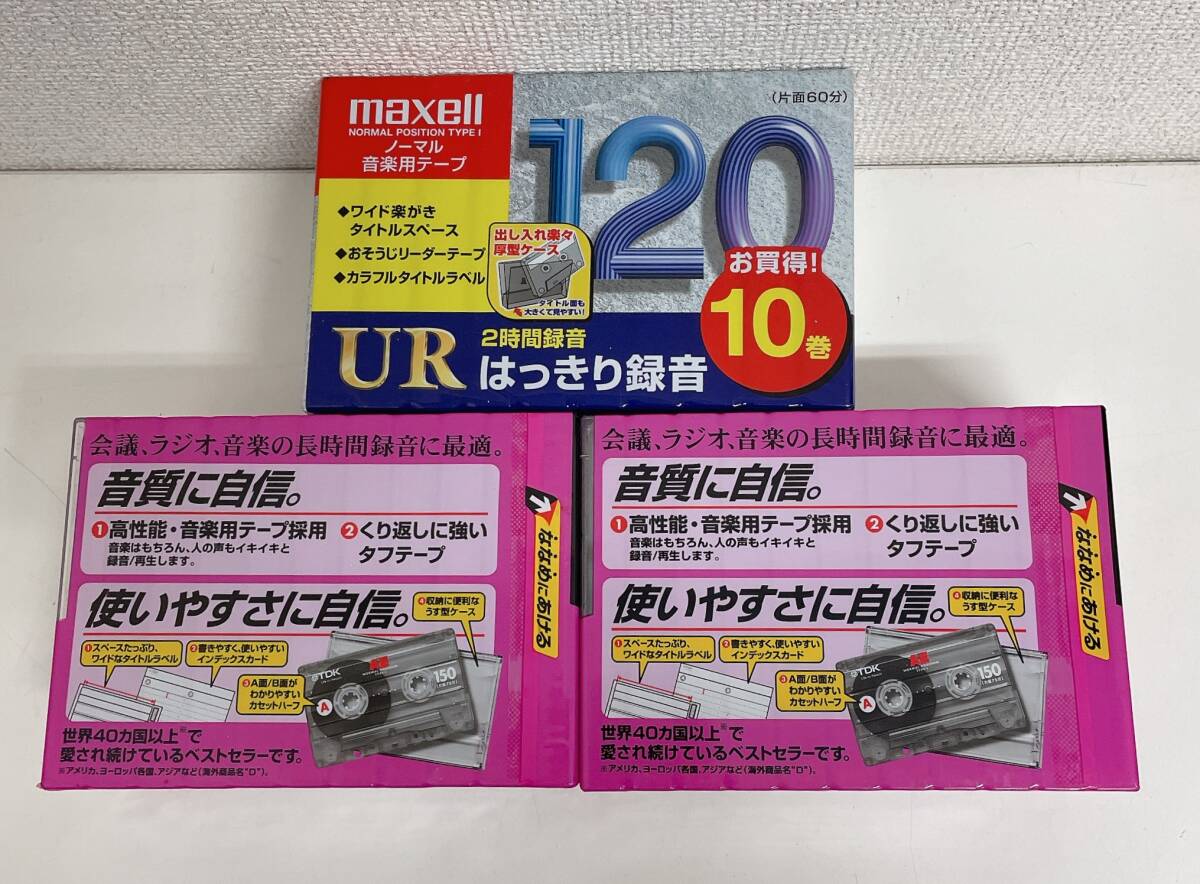 maxell
NORMAL POSITION TYPE I
ノーマル
音楽用テープ
(片面60分)
120
◆ワイド楽がき
タイトルスペース
◆おそうじリーダーテープ
◆カラフルタイトルラベル
出し入れ楽々
厚型ケース
タイトル面も
大きくて見やすい!
お買得!
10巻
UR
2時間録音
はっきり録音
会議、ラジオ、音楽の長時間録音に最適。
音質に自信。
1高性能・音楽用テープ採用
音楽はもちろん、人の声もイキイキと
録音/再生します。
2くり返しに強い
タフテープ
使いやすさに自信。
4収納に便利な
うす型ケース
1スペースたっぷり、
ワイドなタイトルラベル
2書きやすく、使いやすい
インデックスカード
3A面/B面が
わかりやすい
カセットハーフ
A
TDK
150
世界40カ国以上※で
愛され続けているベストセラーです。
※アメリカ、ヨーロッパ各国、アジアなど(海外商品名"D")。
ななめにあける
会議、ラジオ、音楽の長時間録音に最適。
音質に自信。
1高性能・音楽用テープ採用
音楽はもちろん、人の声もイキイキと
録音/再生します。
2くり返しに強い
タフテープ
使いやすさに自信。
4収納に便利な
うす型ケース
1スペースたっぷり、
ワイドなタイトルラベル
2書きやすく、使いやすい
インデックスカード
3A面/B面が
わかりやすい
カセットハーフ
A
TDK
150
世界40カ国以上※で
愛され続けているベストセラーです。
※アメリカ、ヨーロッパ各国、アジアなど(海外商品名"D")。
ななめにあける